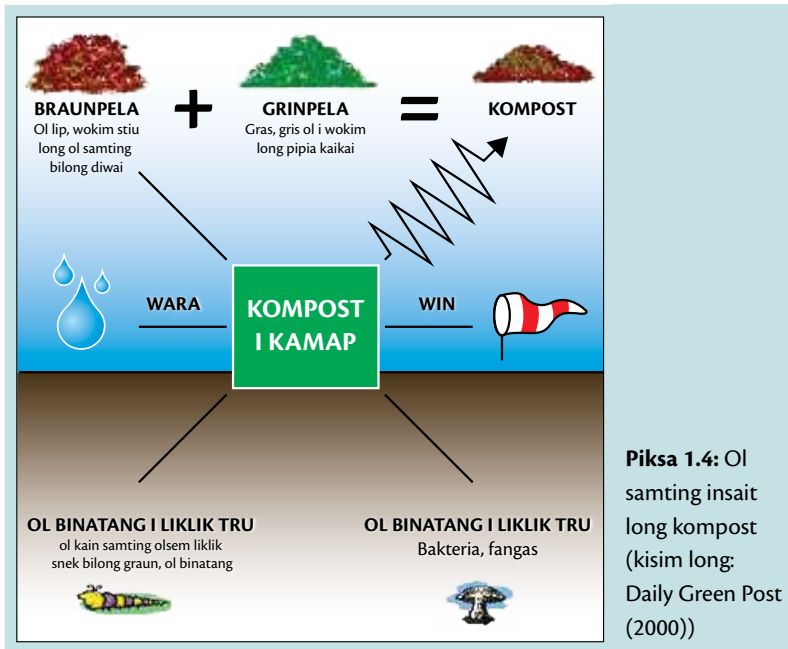 BRAUNPELA
Ol lip, wokim stiu
long ol samting
bilong diwai
+
GRINPELA
Gras, gris ol i wokim
long pipia kaikai
=
KOMPOST
WARA
KOMPOST
I KAMAP
WIN
OL BINATANG I LIKLIK TRU
ol kain samting olsem liklik
snek bilong graun, ol binatang
OL BINATANG I LIKLIK TRU
Bakteria, fangas
Piksa 1.4: Ol
samting insait
long kompost
(kisim long:
Daily Green Post
(2000))